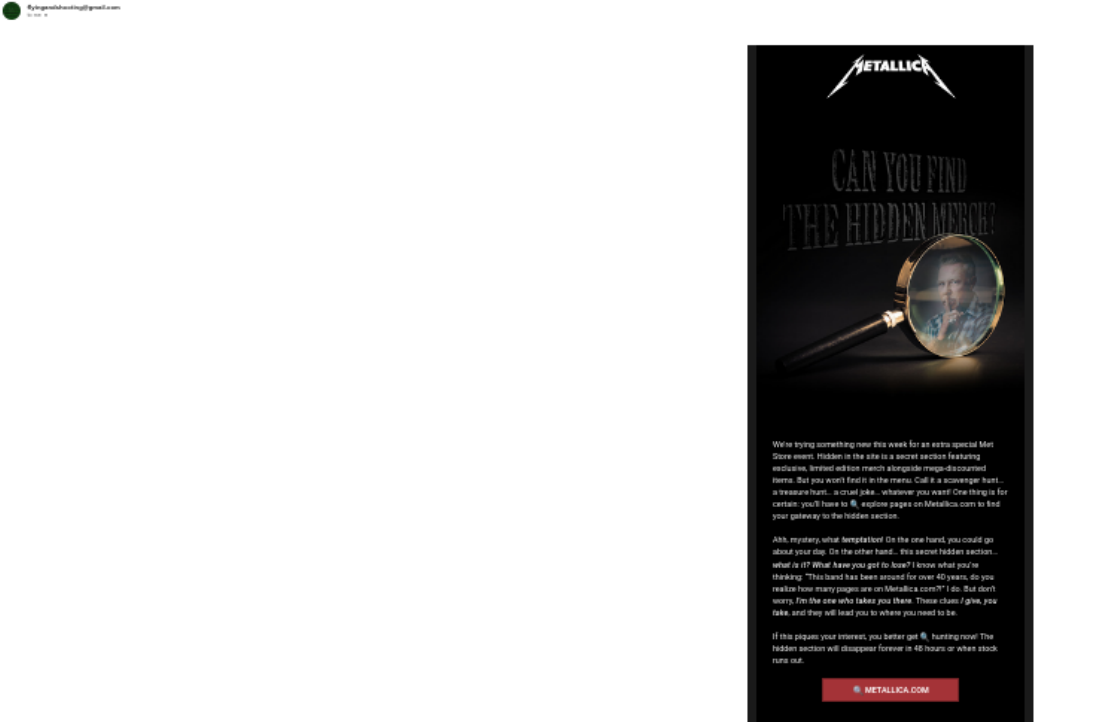 flyingandshooting@gmail.com
to me
METALLICA
CAN YOU FIND
THE HIDDEN MERCH?
We're trying something new this week for an extra special Met
Store event. Hidden in the site is a secret section featuring
exclusive, limited edition merch alongside mega-discounted
items. But you won't find it in the menu. Call it a scavenger hunt...
a treasure hunt... a cruel joke... whatever you want! One thing is for
certain: you'll have to 🔍 explore pages on Metallica.com to find
your gateway to the hidden section.
Ahh, mystery, what temptation! On the one hand, you could go
about your day. On the other hand... this secret hidden section...
what is it? What have you got to lose? I know what you're
thinking: "This band has been around for over 40 years, do you
realize how many pages are on Metallica.com?!" I do. But don't
worry, I'm the one who takes you there. These clues I give, you
take, and they will lead you to where you need to be.
If this piques your interest, you better get 🔍 hunting now! The
hidden section will disappear forever in 48 hours or when stock
runs out.
🔍 METALLICA.COM